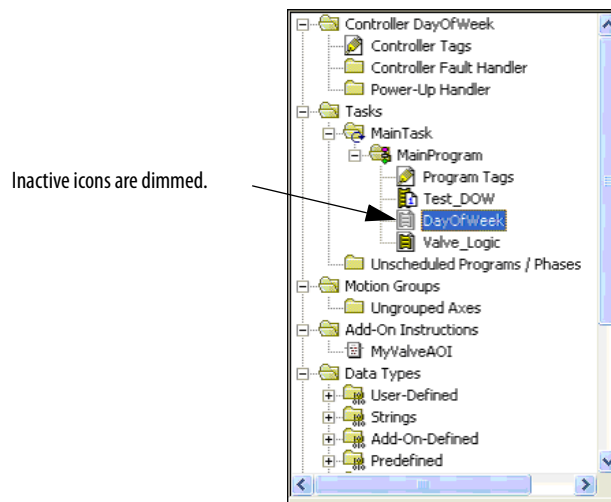 Controller DayOfWeek
Controller Tags
Controller Fault Handler
Power-Up Handler
Tasks
MainTask
MainProgram
Program Tags
Test_DOW
Inactive icons are dimmed.
DayOfWeek
Valve_Logic
Unscheduled Programs / Phases
Motion Groups
Ungrouped Axes
Add-On Instructions
MyValveAOI
Data Types
User-Defined
Strings
Add-On-Defined
Predefined